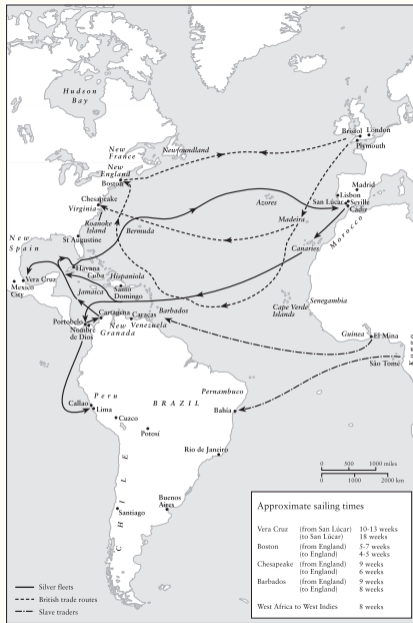 Hudson
Bay
New
France
New
England
Newfoundland
Boston
Bristol
London
Plymouth
Chesapeake
Virginia
Roanoke
Island
Bermuda
St Augustine
Azores
Madrid
Lisbon
San Lúcar
Seville
Cadiz
Madeira
Morocco
Canaries
New
Spain
Vera Cruz
Mexico
City
Havana
Cuba
Hispaniola
Jamaica
Santo
Domingo
Cartagena
Caracas
Barbados
Portobelo
Nombre
de Dios
New
Granada
Venezuela
Cape Verde
Islands
Senegambia
Guinea
El Mina
São Tomé
Peru
BRAZIL
Pernambuco
Bahia
Callao
Lima
Cuzco
Potosí
Rio de Janeiro
CHILE
Santiago
Buenos
Aires
0 500 1000 miles
0 1000 2000 km
Approximate sailing times
Vera Cruz (from San Lúcar) 10-13 weeks
(to San Lúcar) 18 weeks
Boston (from England) 5-7 weeks
(to England) 4-5 weeks
Chesapeake (from England) 9 weeks
(to England) 6 weeks
Barbados (from England) 9 weeks
(to England) 8 weeks
West Africa to West Indies 8 weeks
Silver fleets
British trade routes
Slave traders